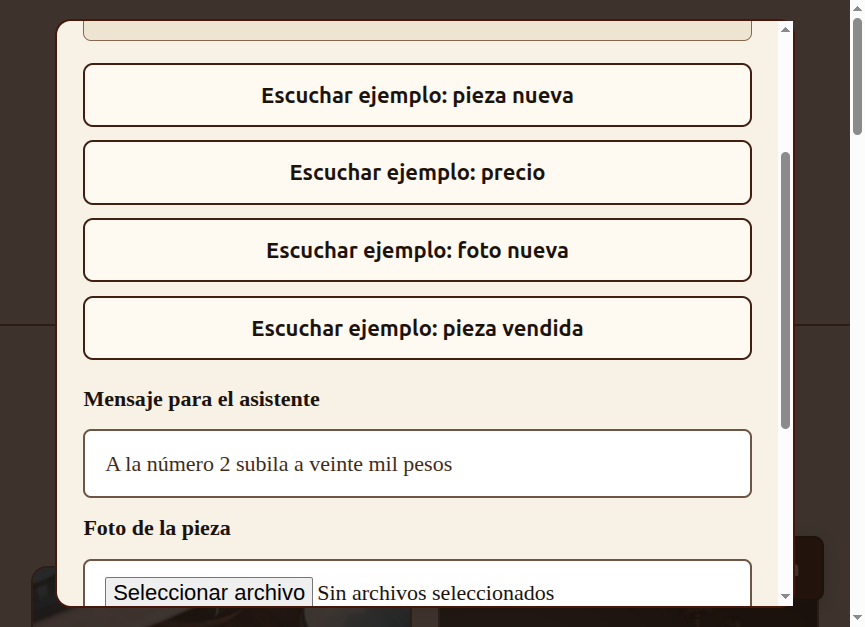 Escuchar ejemplo: pieza nueva
Escuchar ejemplo: precio
Escuchar ejemplo: foto nueva
Escuchar ejemplo: pieza vendida
Mensaje para el asistente
A la número 2 subila a veinte mil pesos
Foto de la pieza
Seleccionar archivo Sin archivos seleccionados